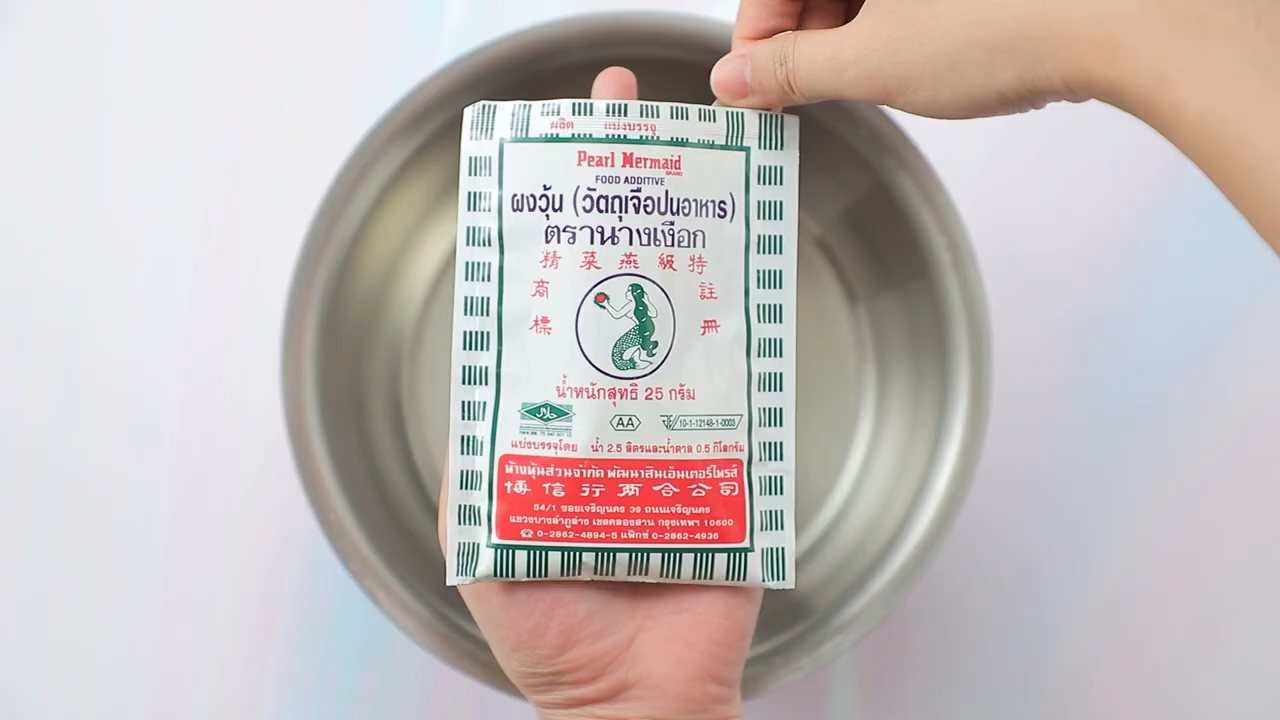 ผลิต แบ่งบรรจุ
Pearl Mermaid
BRAND
FOOD ADDITIVE
ผงวุ้น (วัตถุเจือปนอาหาร)
ตรานางเงือก
精菜燕級特
商 註
標 冊
น้ำหนักสุทธิ 25 กรัม
AA
10-1-12148-1-0003
แบ่งบรรจุโดย น้ำ 2.5 ลิตรและน้ำตาล 0.5 กิโลกรัม
ห้างหุ้นส่วนจำกัด พัฒนาสินเอ็นเตอร์ไพรส์
博信行兩合公司
54/1 ซอยเจริญนคร 39 ถนนเจริญนคร
แขวงบางลำภูล่าง เขตคลองสาน กรุงเทพฯ 10600
☎ 0-2862-4894-5 แฟ็กซ์ 0-2862-4936